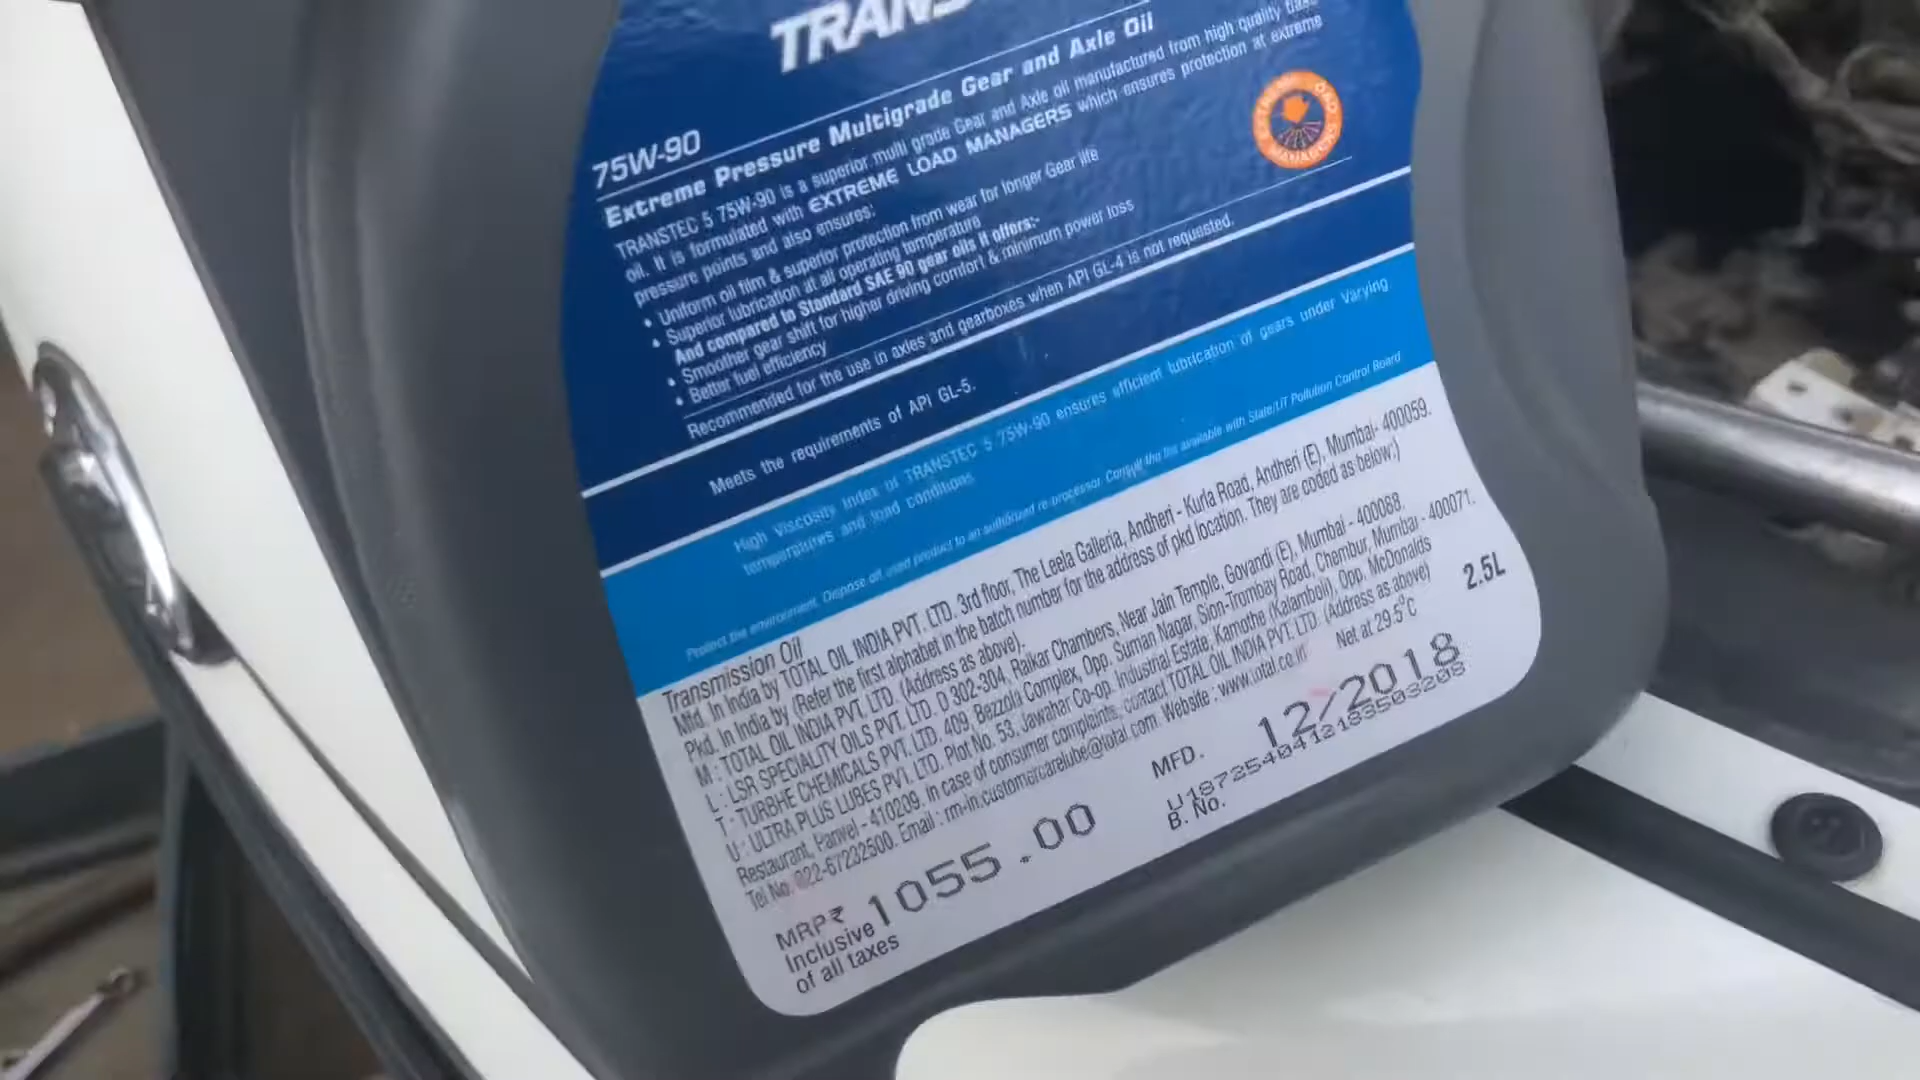 TRANS
75W-90
Extreme Pressure Multigrade Gear and Axle Oil
TRANSTEC 5 75W-90 is a superior multi grade Gear and Axle oil manufactured from high quality base
oil. It is formulated with EXTREME LOAD MANAGERS which ensures protection at extreme
pressure points and also ensures:
• Uniform oil film & superior protection from wear for longer Gear life
• Superior lubrication at all operating temperature
And compared to Standard SAE 90 gear oils it offers:-
• Smoother gear shift for higher driving comfort & minimum power loss
• Better fuel efficiency
Recommended for the use in axles and gearboxes when API GL-4 is not requested.
Meets the requirements of API GL-5.
High Viscosity Index of TRANSTEC 5 75W-90 ensures efficient lubrication of gears under Varying
temperatures and load conditions
Protect the environment. Dispose off used product to an authorized re-processor. Consult the list available with State/UT Pollution Control Board
Transmission Oil
Mfd. In India by TOTAL OIL INDIA PVT. LTD. 3rd floor, The Leela Galleria, Andheri - Kurla Road, Andheri (E), Mumbai- 400059.
Pkd. In India by (Refer the first alphabet in the batch number for the address of pkd location. They are coded as below:)
M : TOTAL OIL INDIA PVT. LTD. (Address as above).
L : LSR SPECIALITY OILS PVT. LTD. D 302-304, Raikar Chambers, Near Jain Temple, Govandi (E), Mumbai - 400088.
T : TURBHE CHEMICALS PVT. LTD. 409, Bezzola Complex, Opp. Suman Nagar, Sion-Trombay Road, Chembur, Mumbai - 400071.
U : ULTRA PLUS LUBES PVT. LTD. Plot No. 53, Jawahar Co-op. Industrial Estate, Kamothe (Kalamboli), Opp. McDonalds
Restaurant, Panvel - 410209. In case of consumer complaints, contact TOTAL OIL INDIA PVT. LTD. (Address as above)
Tel No. 022-67232500. Email : rm-in.customercarelube@total.com Website : www.total.co.in
2.5L
Net at 29.5°C
MFD. 12/2018
U1872540412183503208
B. No.
MRP₹ 1055.00
Inclusive
of all taxes